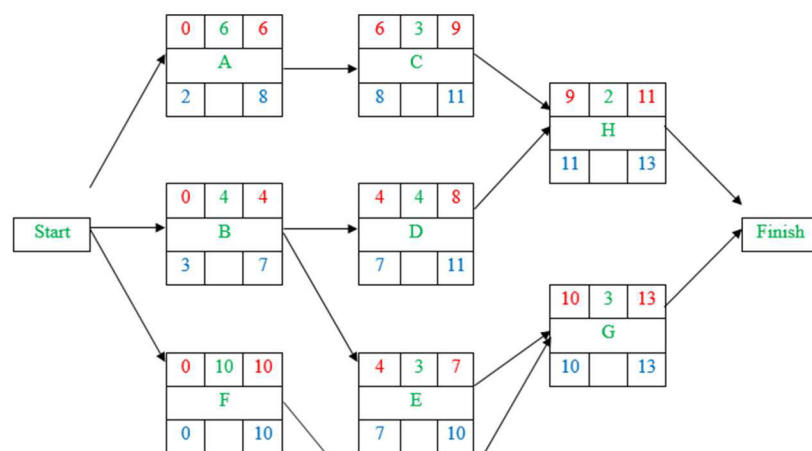 0 6 6
A
2 8
6 3 9
C
8 11
9 2 11
H
11 13
0 4 4
B
3 7
4 4 8
D
7 11
Start
Finish
10 3 13
G
10 13
0 10 10
F
0 10
4 3 7
E
7 10